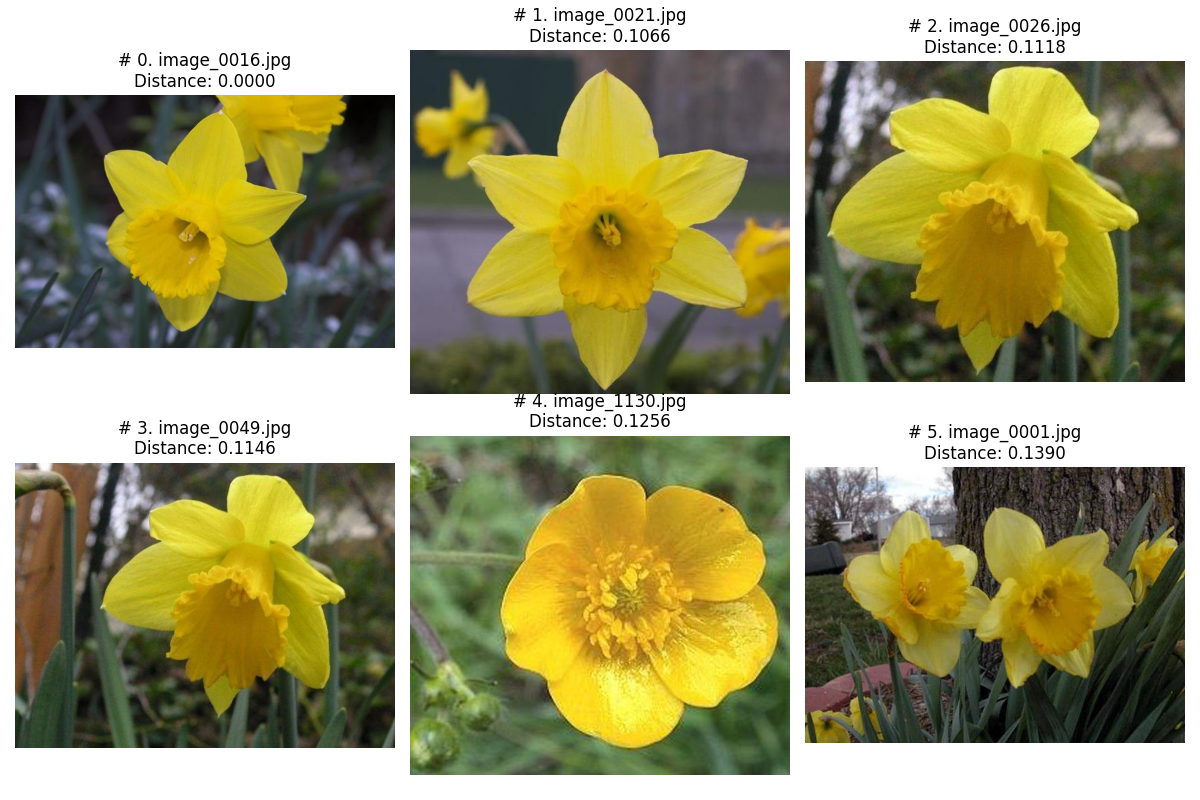 # 0. image_0016.jpg
Distance: 0.0000
# 1. image_0021.jpg
Distance: 0.1066
# 2. image_0026.jpg
Distance: 0.1118
# 3. image_0049.jpg
Distance: 0.1146
# 4. image_1130.jpg
Distance: 0.1256
# 5. image_0001.jpg
Distance: 0.1390